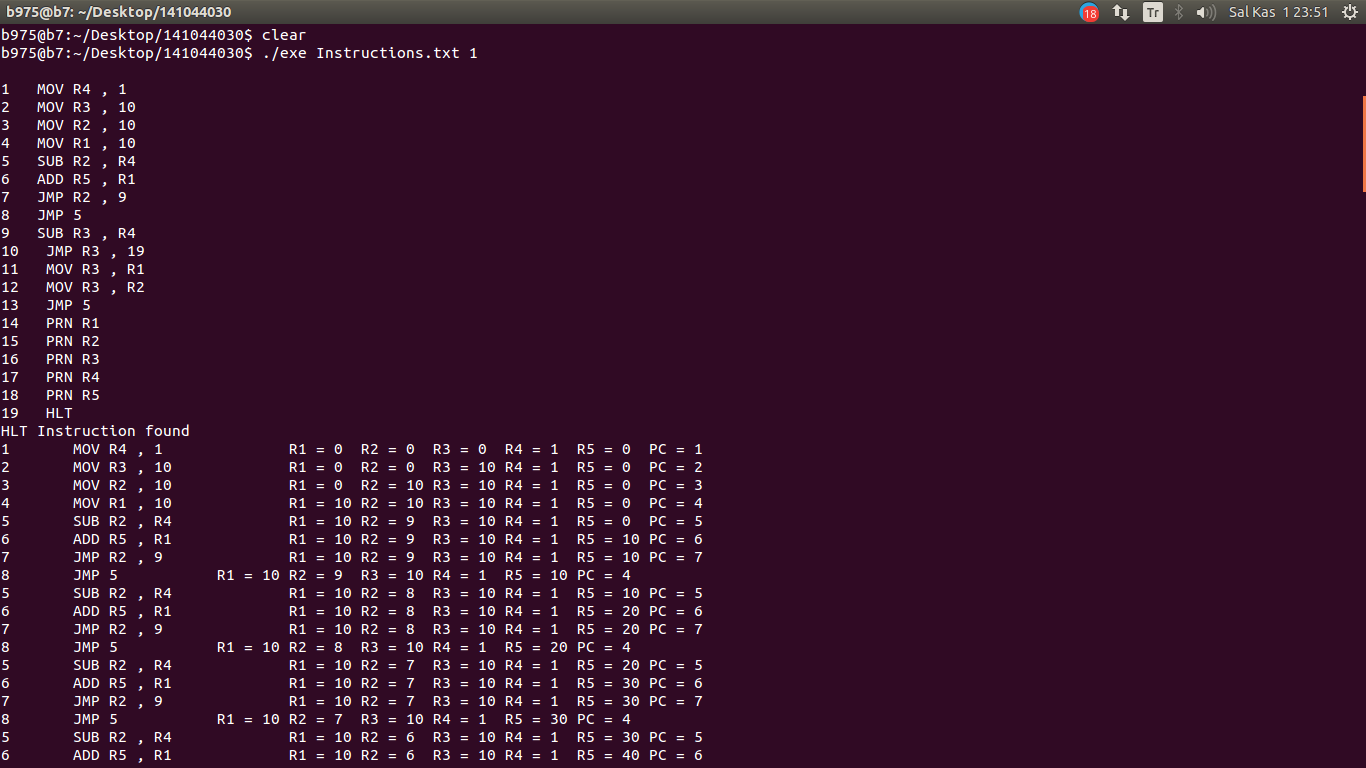 b975@b7: ~/Desktop/141044030 18 Tr Sal Kas 1 23:51
b975@b7:~/Desktop/141044030$ clear
b975@b7:~/Desktop/141044030$ ./exe Instructions.txt 1
1 MOV R4 , 1
2 MOV R3 , 10
3 MOV R2 , 10
4 MOV R1 , 10
5 SUB R2 , R4
6 ADD R5 , R1
7 JMP R2 , 9
8 JMP 5
9 SUB R3 , R4
10 JMP R3 , 19
11 MOV R3 , R1
12 MOV R3 , R2
13 JMP 5
14 PRN R1
15 PRN R2
16 PRN R3
17 PRN R4
18 PRN R5
19 HLT
HLT Instruction found
1 MOV R4 , 1 R1 = 0 R2 = 0 R3 = 0 R4 = 1 R5 = 0 PC = 1
2 MOV R3 , 10 R1 = 0 R2 = 0 R3 = 10 R4 = 1 R5 = 0 PC = 2
3 MOV R2 , 10 R1 = 0 R2 = 10 R3 = 10 R4 = 1 R5 = 0 PC = 3
4 MOV R1 , 10 R1 = 10 R2 = 10 R3 = 10 R4 = 1 R5 = 0 PC = 4
5 SUB R2 , R4 R1 = 10 R2 = 9 R3 = 10 R4 = 1 R5 = 0 PC = 5
6 ADD R5 , R1 R1 = 10 R2 = 9 R3 = 10 R4 = 1 R5 = 10 PC = 6
7 JMP R2 , 9 R1 = 10 R2 = 9 R3 = 10 R4 = 1 R5 = 10 PC = 7
8 JMP 5 R1 = 10 R2 = 9 R3 = 10 R4 = 1 R5 = 10 PC = 4
5 SUB R2 , R4 R1 = 10 R2 = 8 R3 = 10 R4 = 1 R5 = 10 PC = 5
6 ADD R5 , R1 R1 = 10 R2 = 8 R3 = 10 R4 = 1 R5 = 20 PC = 6
7 JMP R2 , 9 R1 = 10 R2 = 8 R3 = 10 R4 = 1 R5 = 20 PC = 7
8 JMP 5 R1 = 10 R2 = 8 R3 = 10 R4 = 1 R5 = 20 PC = 4
5 SUB R2 , R4 R1 = 10 R2 = 7 R3 = 10 R4 = 1 R5 = 20 PC = 5
6 ADD R5 , R1 R1 = 10 R2 = 7 R3 = 10 R4 = 1 R5 = 30 PC = 6
7 JMP R2 , 9 R1 = 10 R2 = 7 R3 = 10 R4 = 1 R5 = 30 PC = 7
8 JMP 5 R1 = 10 R2 = 7 R3 = 10 R4 = 1 R5 = 30 PC = 4
5 SUB R2 , R4 R1 = 10 R2 = 6 R3 = 10 R4 = 1 R5 = 30 PC = 5
6 ADD R5 , R1 R1 = 10 R2 = 6 R3 = 10 R4 = 1 R5 = 40 PC = 6